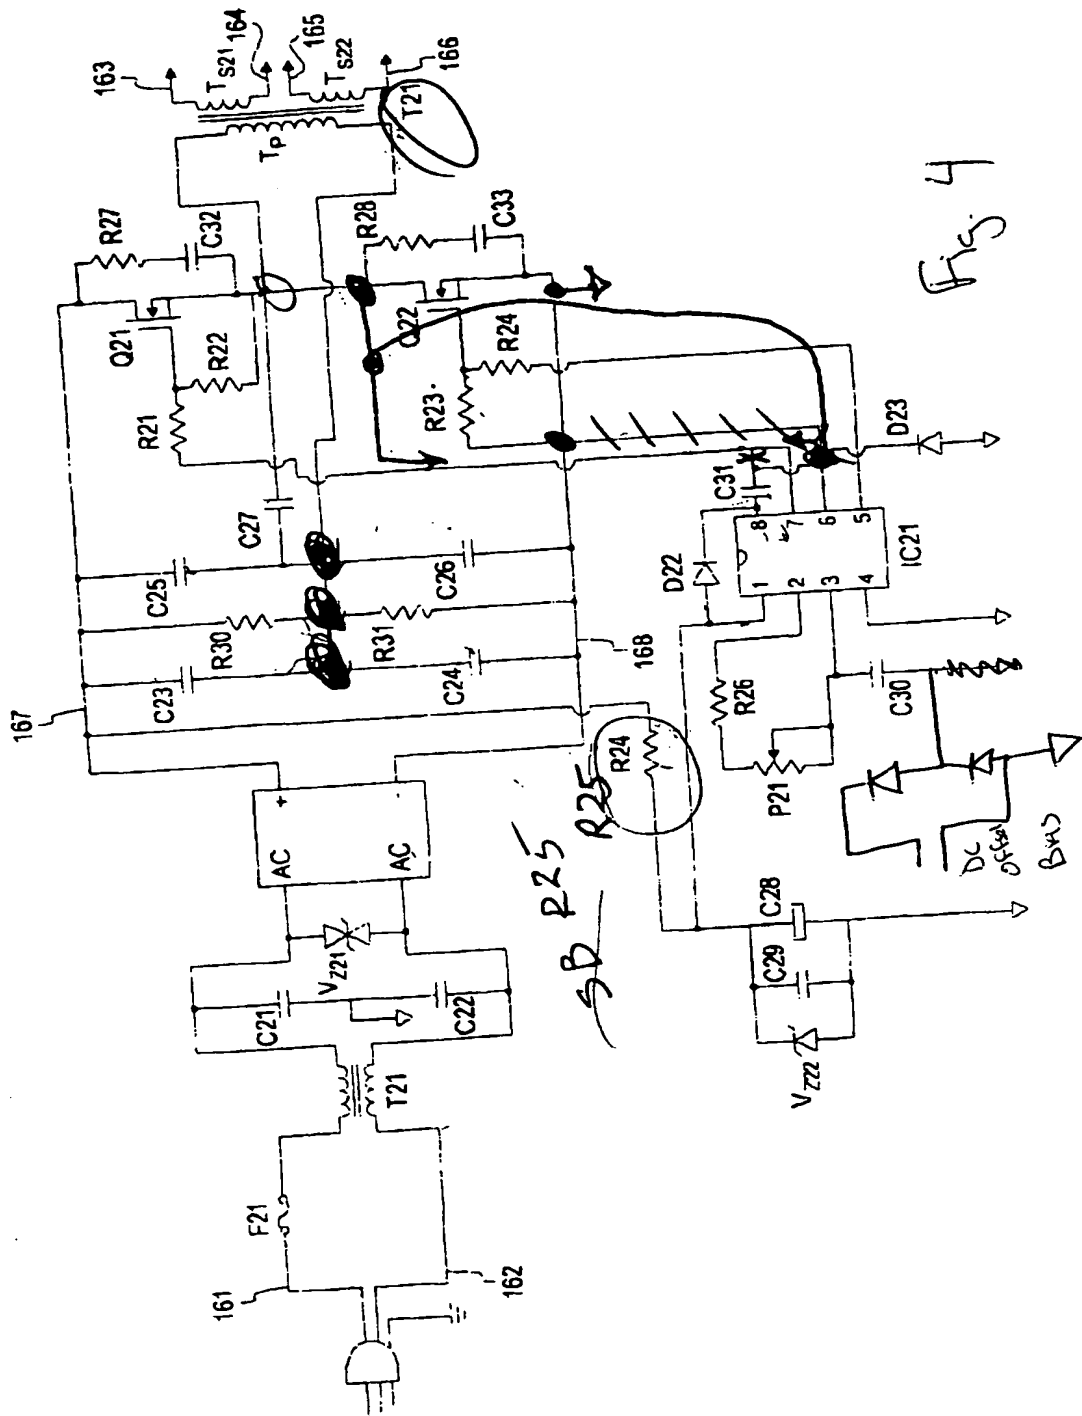 161
162
F21
T21
C21
C22
V Z21
AC
AC
+
-
167
168
C23
C24
R30
R31
C25
C26
C27
R21
R22
Q21
R27
C32
Q22
R23
R24
R28
C33
TP
TS21
TS22
T21
163
164
165
166
SB R25
R25
R24
D22
C31
1
2
3
4
8
7
6
5
IC21
D23
R26
P21
C30
C28
C29
VZ22
DC
Offset
Bias
Fig. 4